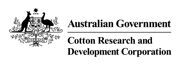 Australian Government
Cotton Research and
Development Corporation